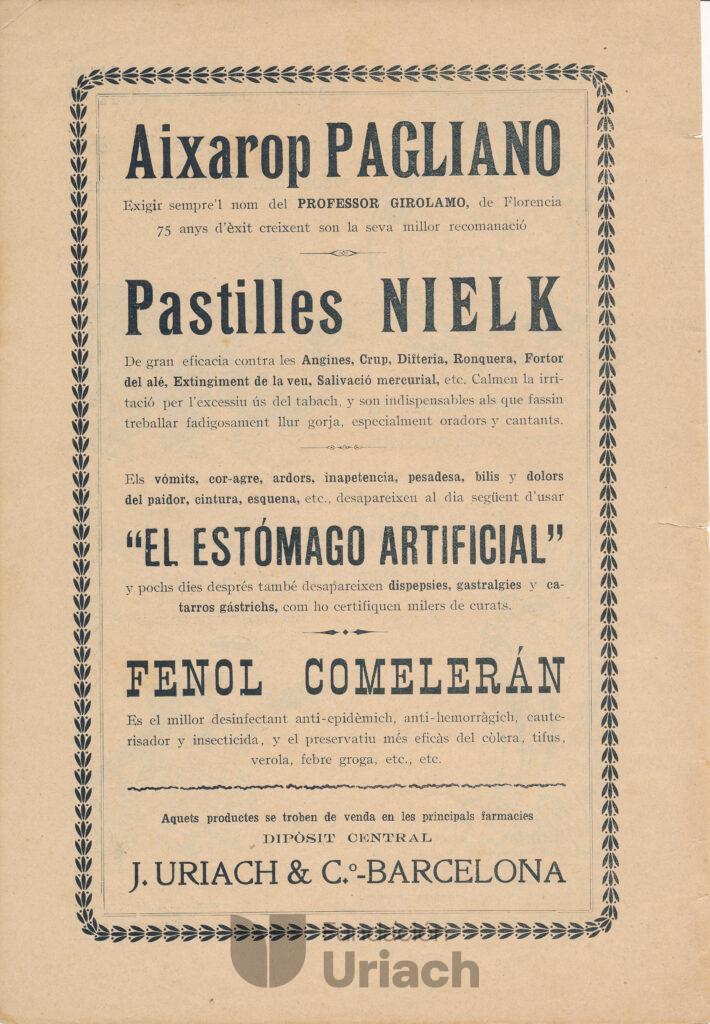 Aixarop PAGLIANO
Exigir sempre'l nom del PROFESSOR GIROLAMO, de Florencia
75 anys d'èxit creixent son la seva millor recomanació
Pastilles NIELK
De gran eficacia contra les Angines, Crup, Difteria, Ronquera, Fortor
del alé, Extingiment de la veu, Salivació mercurial, etc. Calmen la irri-
tació per l'excessiu ús del tabach, y son indispensables als que fassin
treballar fadigosament llur gorja, especialment oradors y cantants.
Els vómits, cor-agre, ardors, inapetencia, pesadesa, bilis y dolors
del paidor, cintura, esquena, etc., desapareixen al dia següent d'usar
"EL ESTÓMAGO ARTIFICIAL"
y pochs dies després també desapareixen dispepsies, gastralgies y ca-
tarros gástrichs, com ho certifiquen milers de curats.
FENOL COMELERÁN
Es el millor desinfectant anti-epidèmich, anti-hemorràgich, caute-
risador y insecticida, y el preservatiu més eficàs del còlera, tifus,
verola, febre groga, etc., etc.
Aquets productes se troben de venda en les principals farmacies
DIPÒSIT CENTRAL
J. URIACH & C.º-BARCELONA
Fundación
Uriach